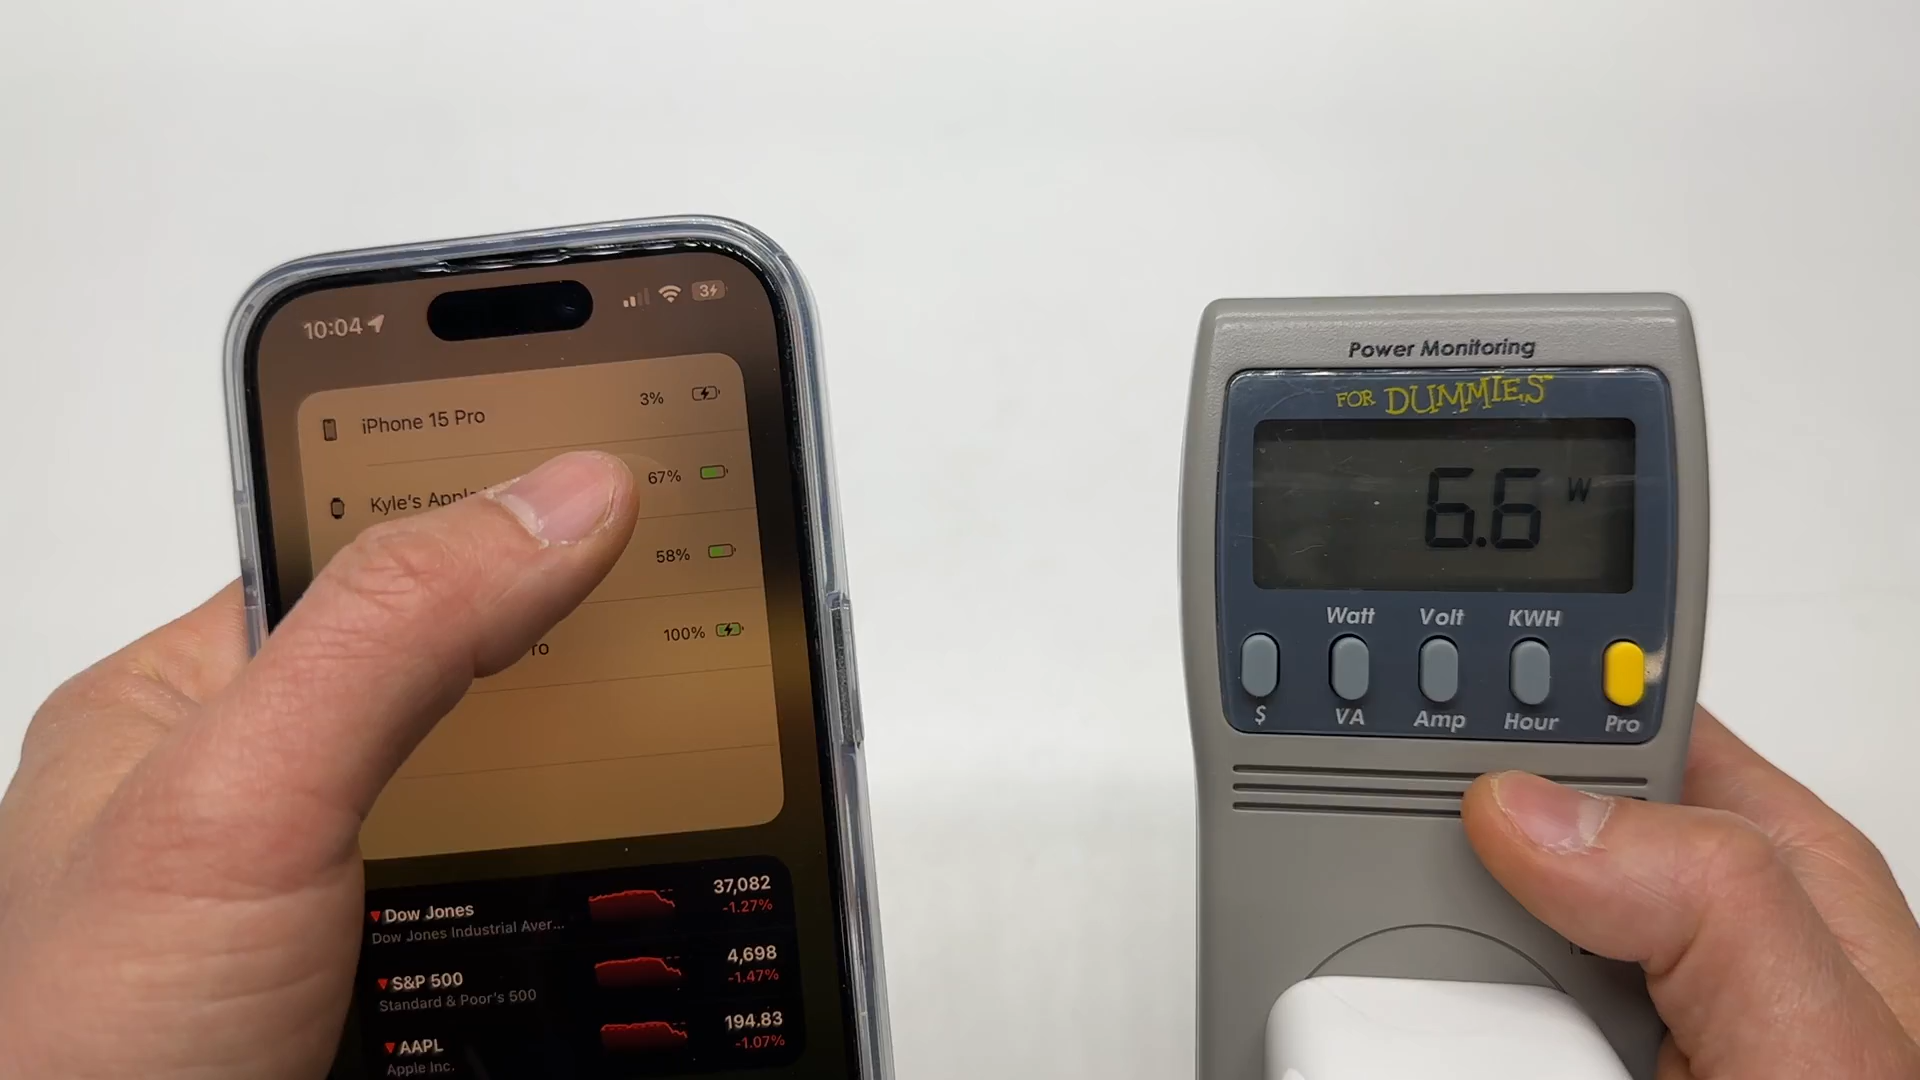 10:04
3
iPhone 15 Pro 3%
Kyle's 67%
58%
100%
Dow Jones 37,082
Dow Jones Industrial Aver... -1.27%
S&P 500 4,698
Standard & Poor's 500 -1.47%
AAPL 194.83
Apple Inc. -1.07%
Power Monitoring
FOR DUMMIES™
6.6 W
Watt Volt KWH
$ VA Amp Hour Pro